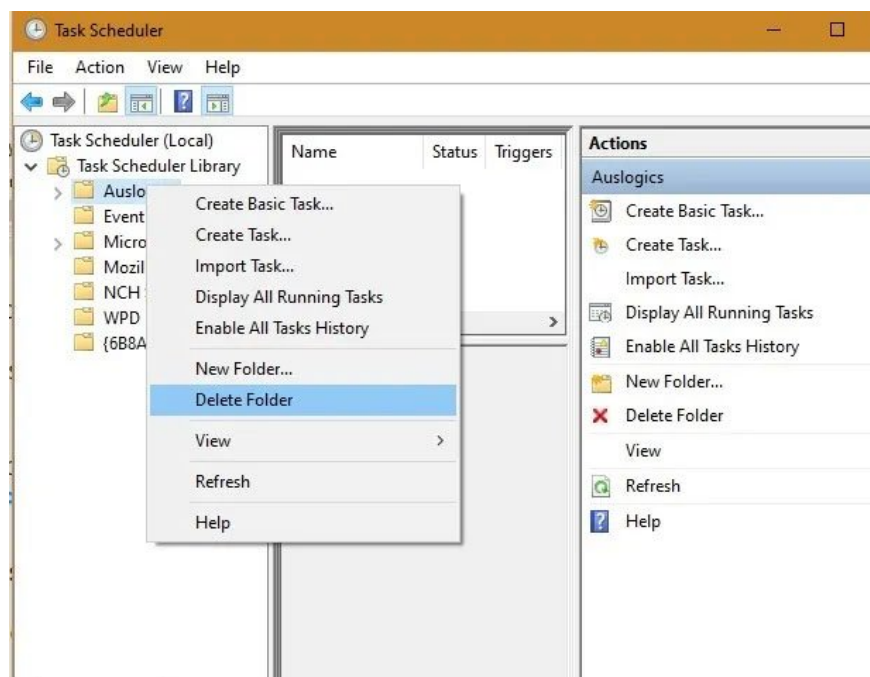 Task Scheduler
File Action View Help
Task Scheduler (Local)
Task Scheduler Library
Auslo
Event
Micro
Mozil
NCH
WPD
{6B8A
Name Status Triggers
Create Basic Task...
Create Task...
Import Task...
Display All Running Tasks
Enable All Tasks History
New Folder...
Delete Folder
View
Refresh
Help
Actions
Auslogics
Create Basic Task...
Create Task...
Import Task...
Display All Running Tasks
Enable All Tasks History
New Folder...
Delete Folder
View
Refresh
Help